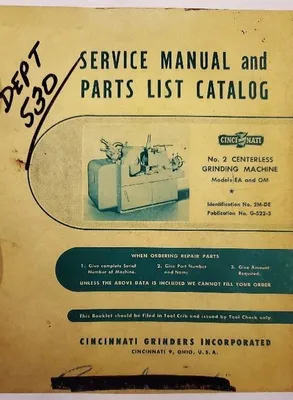 DEPT
530
SERVICE MANUAL and
PARTS LIST CATALOG
CINCINNATI
No. 2 CENTERLESS
GRINDING MACHINE
Models EA and OM
Identification No. 2M-DE
Publication No. G-522-3
WHEN ORDERING REPAIR PARTS
1. Give complete Serial Number of Machine.
2. Give Part Number and Name.
3. Give Amount Required.
UNLESS THE ABOVE DATA IS INCLUDED WE CANNOT FILL YOUR ORDER
This Booklet should be filed in Tool Crib and issued by Tool Check only.
CINCINNATI GRINDERS INCORPORATED
CINCINNATI 9, OHIO, U.S.A.